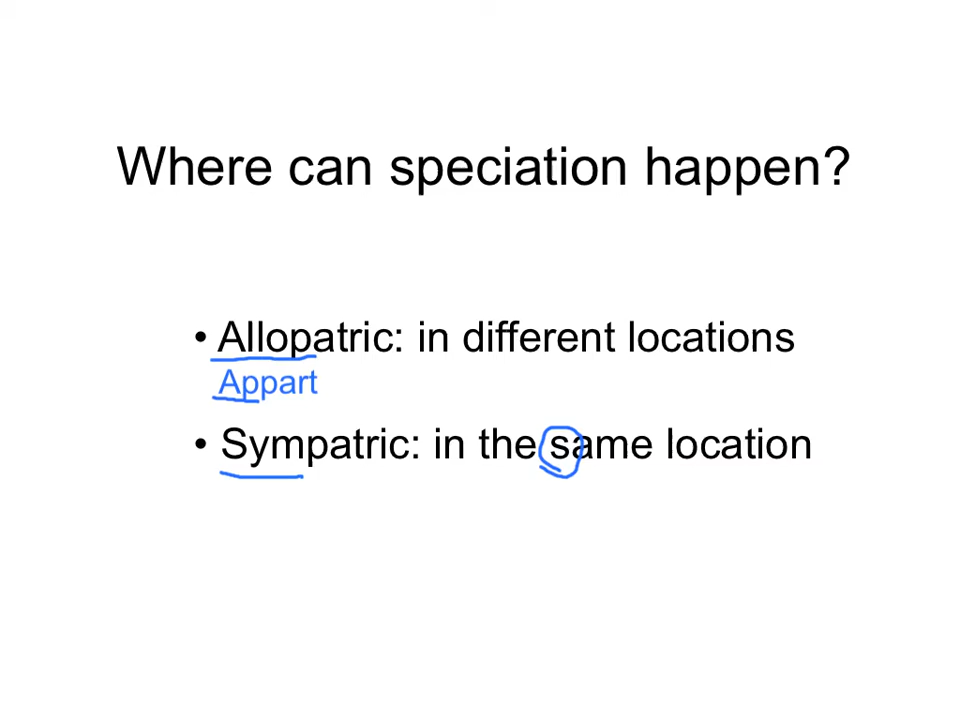 Where can speciation happen?
• Allopatric: in different locations
Appart
• Sympatric: in the same location